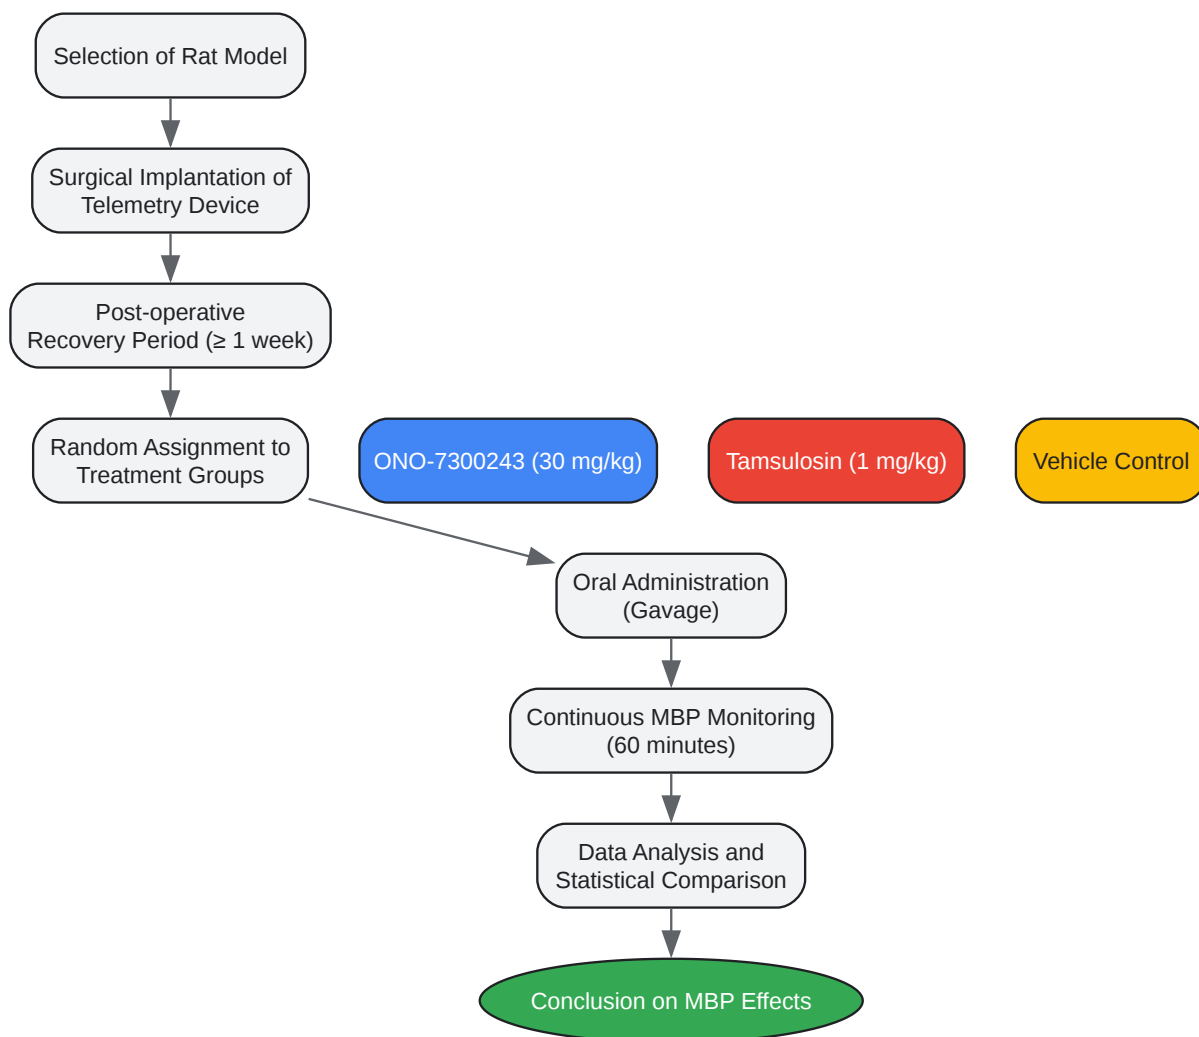 Selection of Rat Model
Surgical Implantation of
Telemetry Device
Post-operative
Recovery Period (≥ 1 week)
Random Assignment to
Treatment Groups
ONO-7300243 (30 mg/kg)
Tamsulosin (1 mg/kg)
Vehicle Control
Oral Administration
(Gavage)
Continuous MBP Monitoring
(60 minutes)
Data Analysis and
Statistical Comparison
Conclusion on MBP Effects